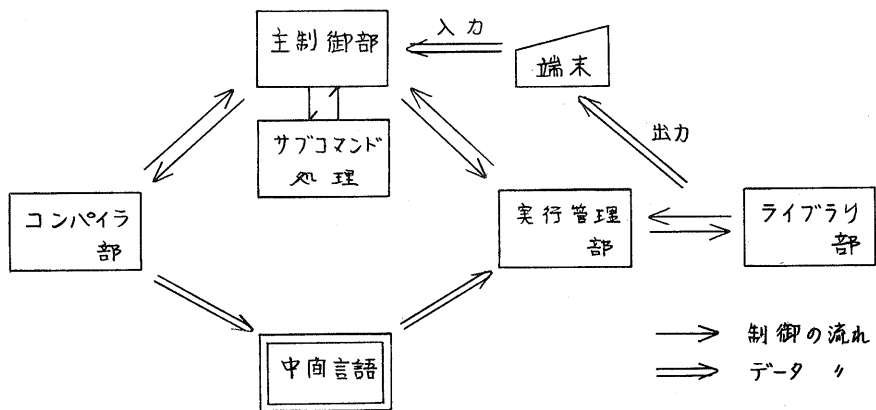 主制御部
入力
端末
サブコマンド
処理
出力
コンパイラ
部
実行管理
部
ライブラリ
部
中間言語
制御の流れ
データ 〃